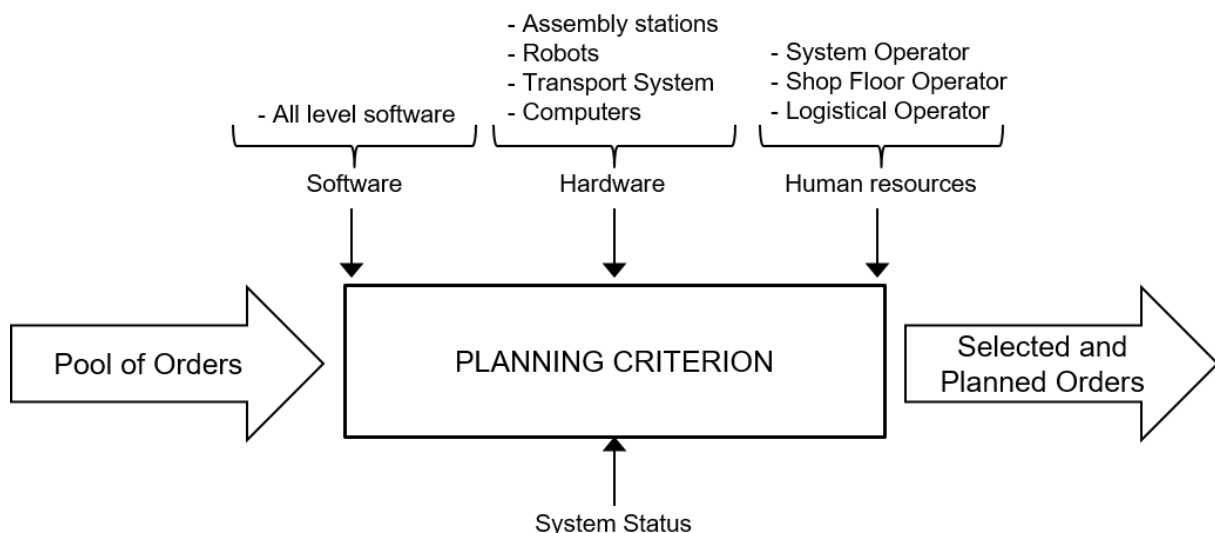 - All level software
Software
- Assembly stations
- Robots
- Transport System
- Computers
Hardware
- System Operator
- Shop Floor Operator
- Logistical Operator
Human resources
Pool of Orders
PLANNING CRITERION
Selected and
Planned Orders
System Status